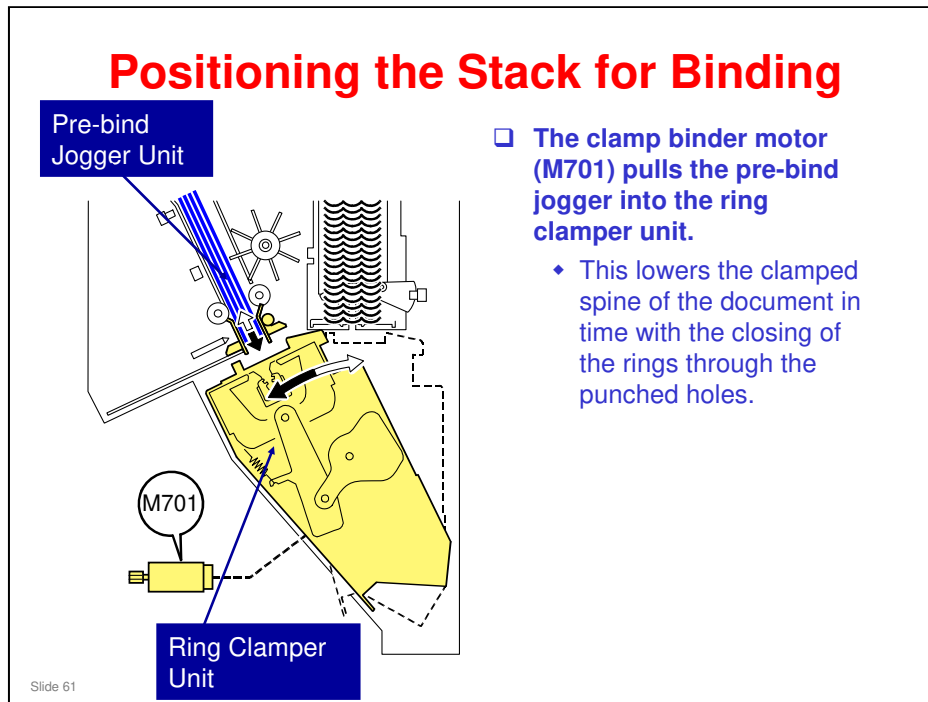 Positioning the Stack for Binding
Pre-bind
Jogger Unit
❑ The clamp binder motor
(M701) pulls the pre-bind
jogger into the ring
clamper unit.
◆ This lowers the clamped
spine of the document in
time with the closing of
the rings through the
punched holes.
M701
Ring Clamper
Unit
Slide 61